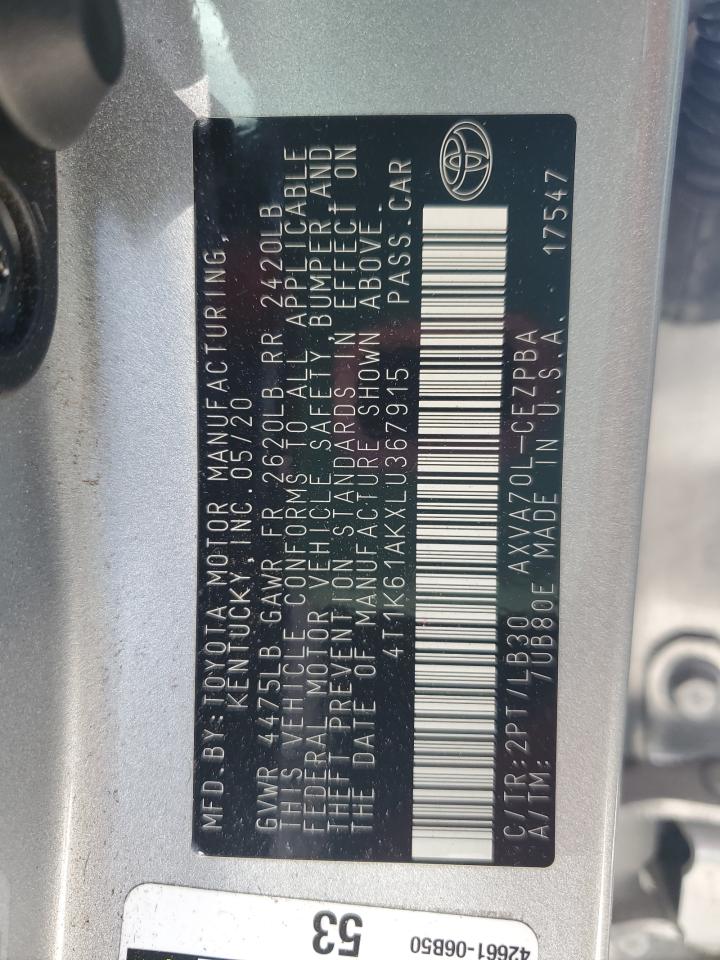 MFD.BY:TOYOTA MOTOR MANUFACTURING,
KENTUCKY,INC.05/20
GVWR 4475LB GAWR FR 2620LB RR 2420LB
THIS VEHICLE CONFORMS TO ALL APPLICABLE
FEDERAL MOTOR VEHICLE SAFETY,BUMPER AND
THEFT PREVENTION STANDARDS IN EFFECT ON
THE DATE OF MANUFACTURE SHOWN ABOVE.
4T1K61AKXLU367915 PASS.CAR
C/TR:2PT/LB30 AXVA70L-CEZPBA
A/TM: 7UB80E MADE IN U.S.A. 17547
53
42661-06B50